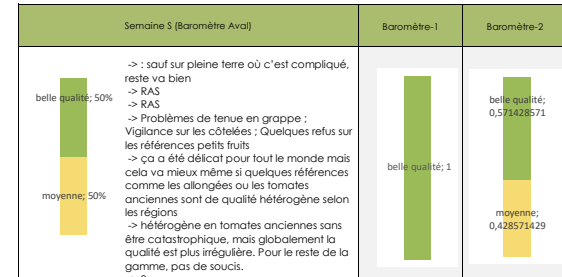 Semaine S (Baromètre Aval)
Baromètre-1
Baromètre-2
belle qualité; 50%
moyenne; 50%
-> : sauf sur pleine terre où c'est compliqué,
reste va bien
-> RAS
-> RAS
-> Problèmes de tenue en grappe ;
Vigilance sur les côtelées ; Quelques refus sur
les références petits fruits
-> ça a été délicat pour tout le monde mais
cela va mieux même si quelques références
comme les allongées ou les tomates
anciennes sont de qualité hétérogène selon
les régions
-> hétérogène en tomates anciennes sans
être catastrophique, mais globalement la
qualité est plus irrégulière. Pour le reste de la
gamme, pas de soucis.
belle qualité; 1
belle qualité;
0,571428571
moyenne;
0,428571429